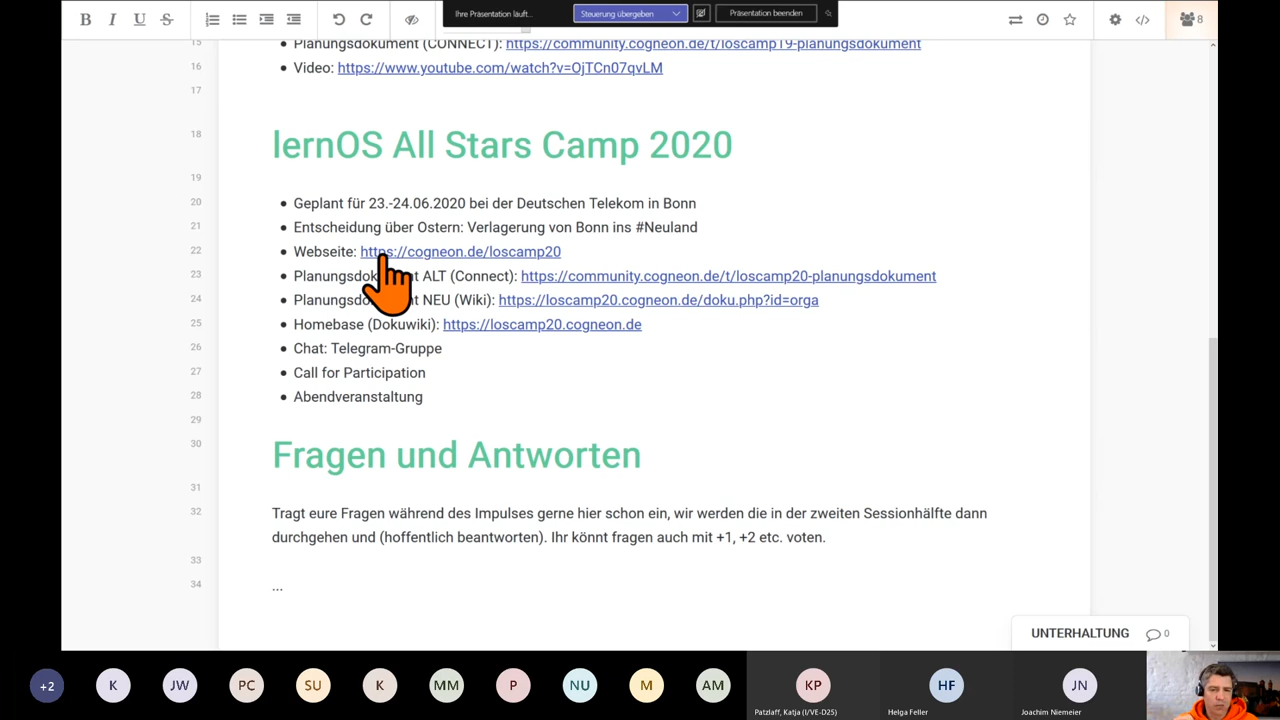 Ihre Präsentation läuft...
Steuerung übergeben
Präsentation beenden
8
15
Planungsdokument (CONNECT): https://community.cogneon.de/t/loscamp19-planungsdokument
16
Video: https://www.youtube.com/watch?v=OjTCn07qvLM
17
18
lernOS All Stars Camp 2020
19
20
Geplant für 23.-24.06.2020 bei der Deutschen Telekom in Bonn
21
Entscheidung über Ostern: Verlagerung von Bonn ins #Neuland
22
Webseite: https://cogneon.de/loscamp20
23
ALT (Connect): https://community.cogneon.de/t/loscamp20-planungsdokument
24
NEU (Wiki): https://loscamp20.cogneon.de/doku.php?id=orga
25
Homebase (Dokuwiki): https://loscamp20.cogneon.de
26
Chat: Telegram-Gruppe
27
Call for Participation
28
Abendveranstaltung
29
30
Fragen und Antworten
31
32
Tragt eure Fragen während des Impulses gerne hier schon ein, wir werden die in der zweiten Sessionhälfte dann
durchgehen und (hoffentlich beantworten). Ihr könnt fragen auch mit +1, +2 etc. voten.
33
34
...
UNTERHALTUNG 0
+2 K JW PC SU K MM P NU M AM KP HF JN
Patzlaff, Katja (I/VE-D25) Helga Feller Joachim Niemeier